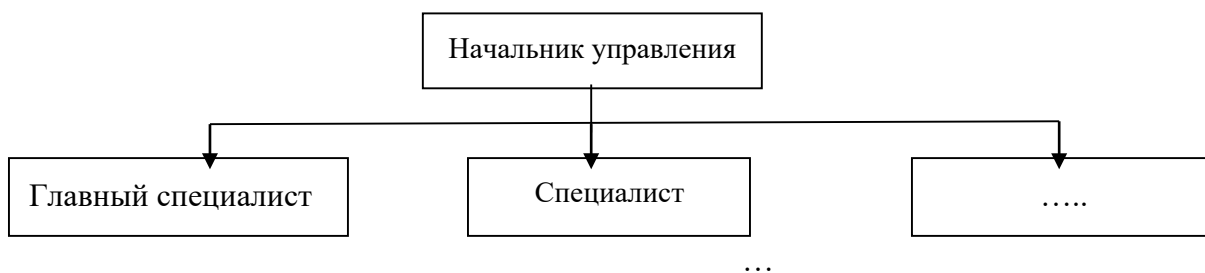 Начальник управления
Главный специалист
Специалист
…..
…